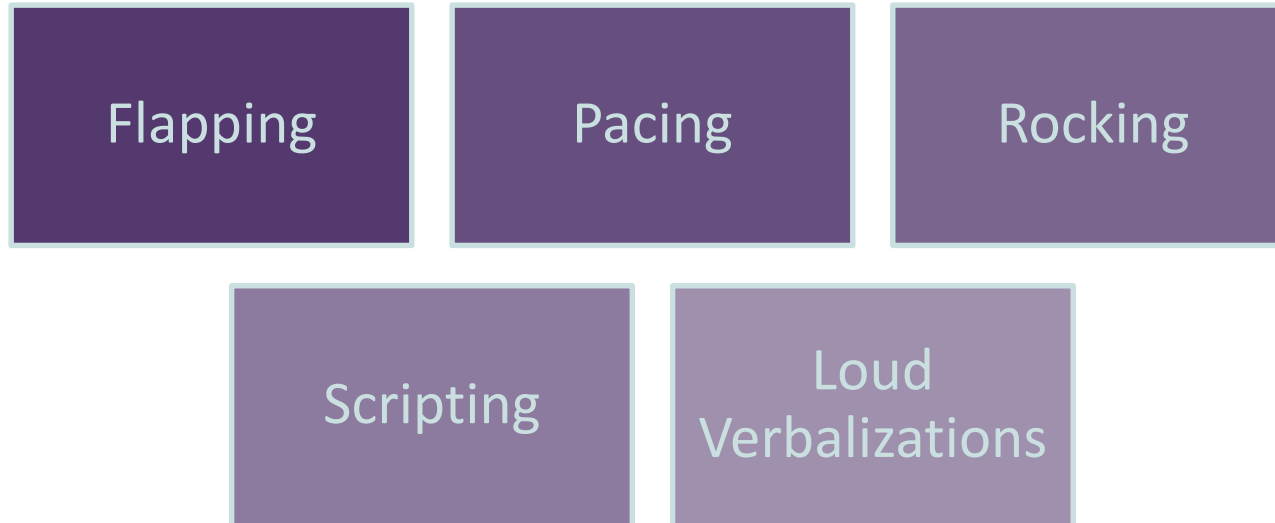 Flapping
Pacing
Rocking
Scripting
Loud
Verbalizations